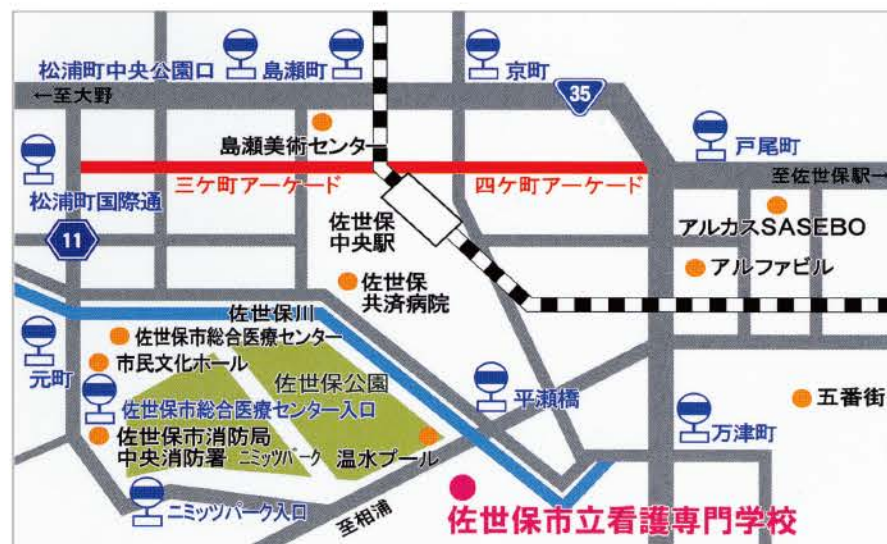 松浦町中央公園口
島瀬町
京町
←至大野
35
戸尾町
島瀬美術センター
至佐世保駅→
三ケ町アーケード
四ケ町アーケード
松浦町国際通
11
佐世保
中央駅
アルカスSASEBO
アルファビル
佐世保
共済病院
佐世保川
佐世保市総合医療センター
元町
市民文化ホール
佐世保公園
佐世保市総合医療センター入口
平瀬橋
五番街
万津町
佐世保市消防局
中央消防署
ニミッツパーク
温水プール
ニミッツパーク入口
至相浦
佐世保市立看護専門学校